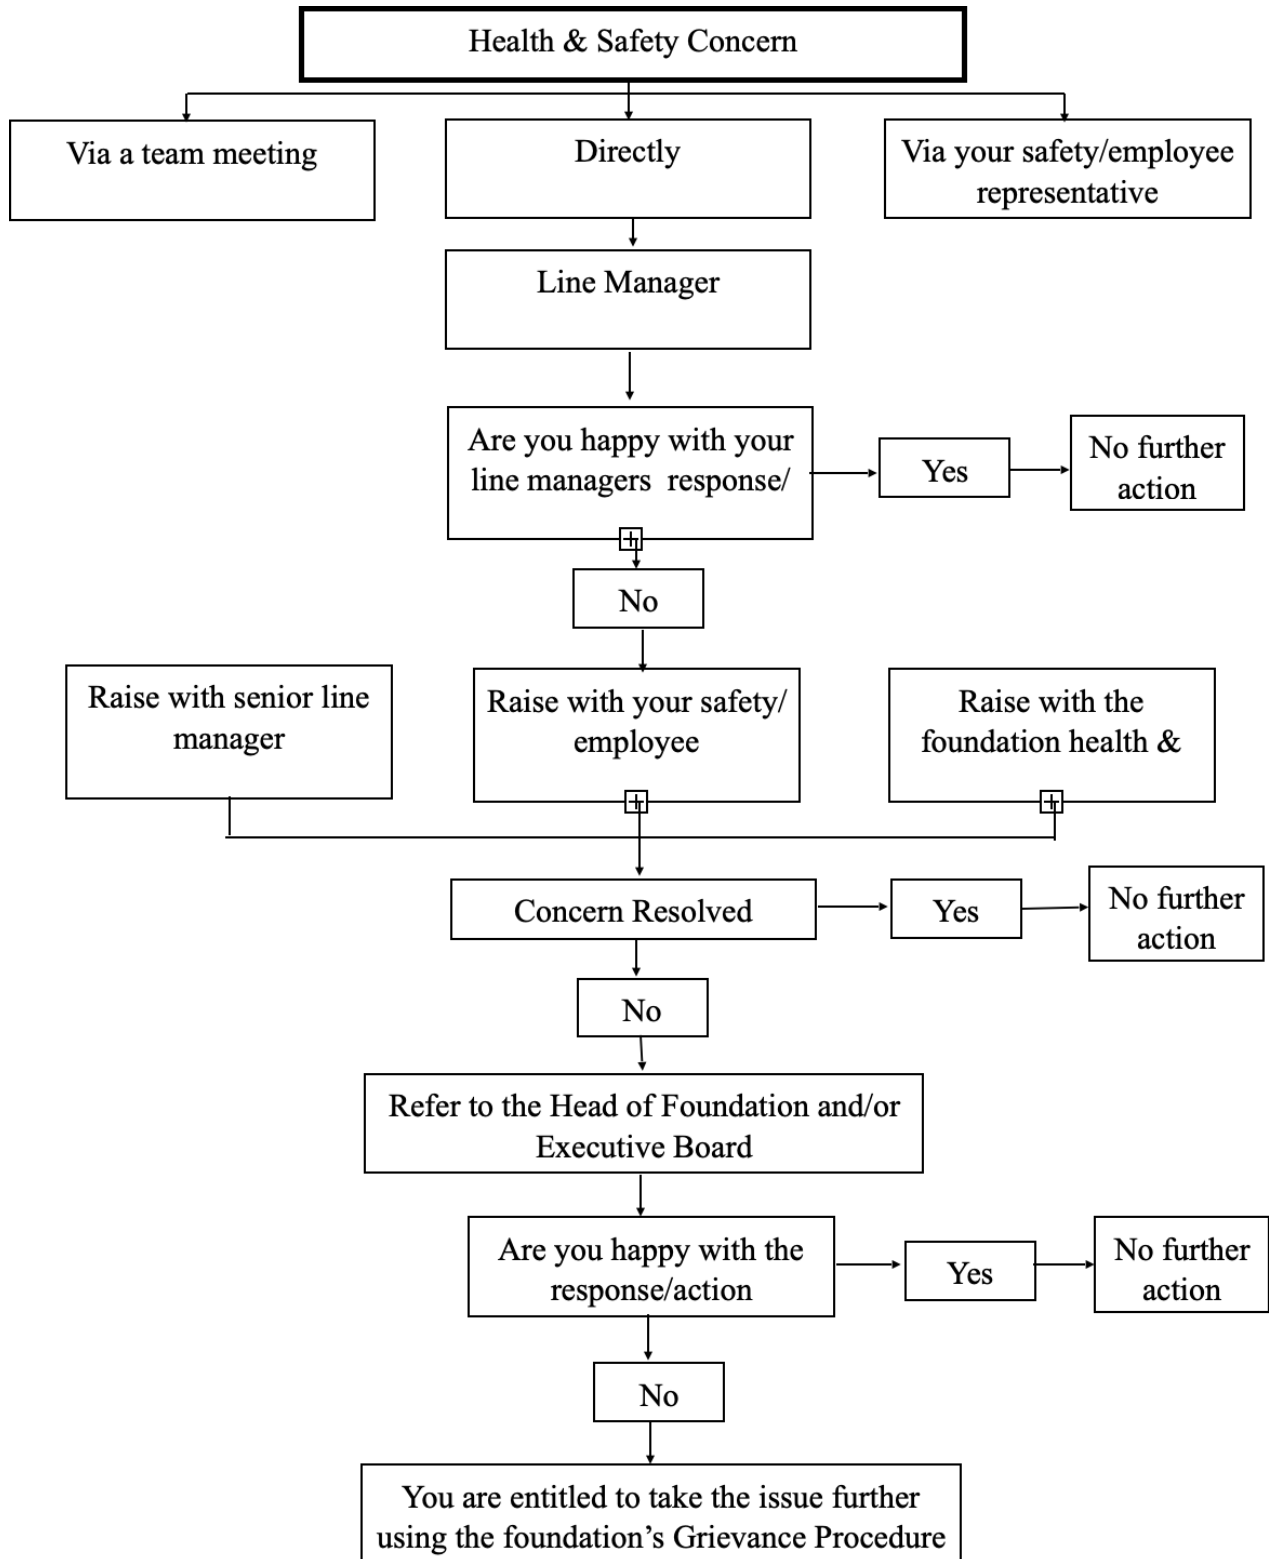 Health & Safety Concern
Via a team meeting
Directly
Via your safety/employee
representative
Line Manager
Are you happy with your
line managers  response/
Yes
No further
action
No
Raise with senior line
manager
Raise with your safety/
employee
Raise with the
foundation health &
Concern Resolved
Yes
No further
action
No
Refer to the Head of Foundation and/or
Executive Board
Are you happy with the
response/action
Yes
No further
action
No
You are entitled to take the issue further
using the foundation’s Grievance Procedure